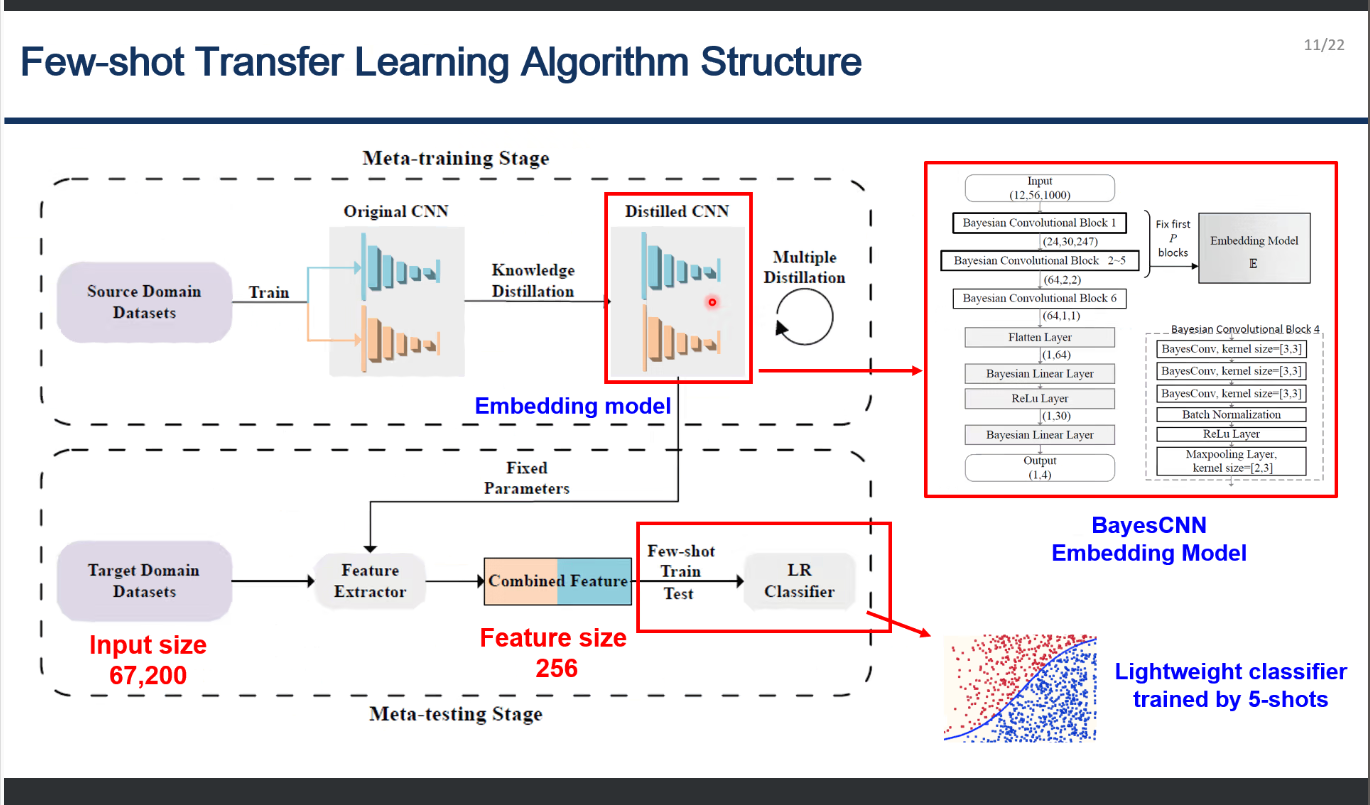 Few-shot Transfer Learning Algorithm Structure
11/22
Meta-training Stage
Original CNN
Distilled CNN
Source Domain
Datasets
Train
Knowledge
Distillation
Multiple
Distillation
Embedding model
Fixed
Parameters
Target Domain
Datasets
Feature
Extractor
Combined Feature
Few-shot
Train
Test
LR
Classifier
Input size
67,200
Feature size
256
Meta-testing Stage
Input
(12,56,1000)
Bayesian Convolutional Block 1
(24,30,247)
Bayesian Convolutional Block 2~5
(64,2,2)
Bayesian Convolutional Block 6
(64,1,1)
Flatten Layer
(1,64)
Bayesian Linear Layer
ReLu Layer
(1,30)
Bayesian Linear Layer
Output
(1,4)
Fix first
P
blocks
Embedding Model
𝔼
Bayesian Convolutional Block 4
BayesConv, kernel size=[3,3]
BayesConv, kernel size=[3,3]
BayesConv, kernel size=[3,3]
Batch Normalization
ReLu Layer
Maxpooling Layer,
kernel size=[2,3]
BayesCNN
Embedding Model
Lightweight classifier
trained by 5-shots